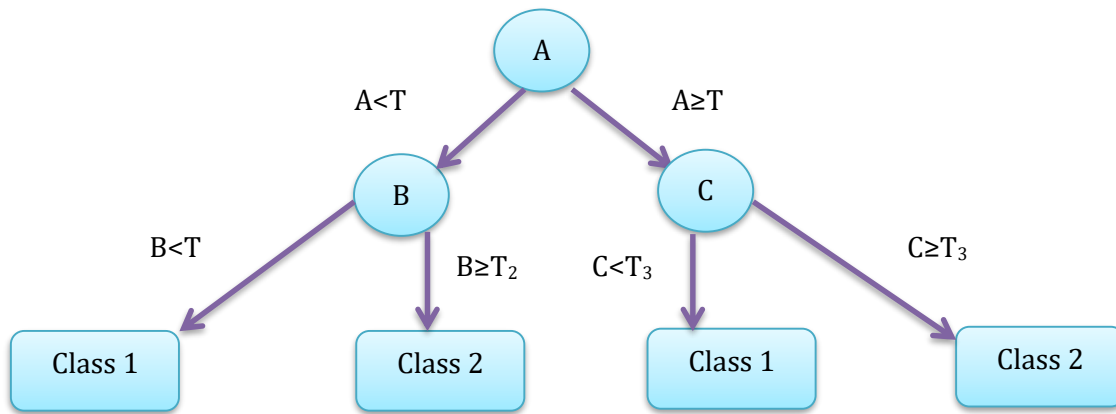 A
A<T
A≥T
B
C
B<T
B≥T₂
C<T₃
C≥T₃
Class 1
Class 2
Class 1
Class 2